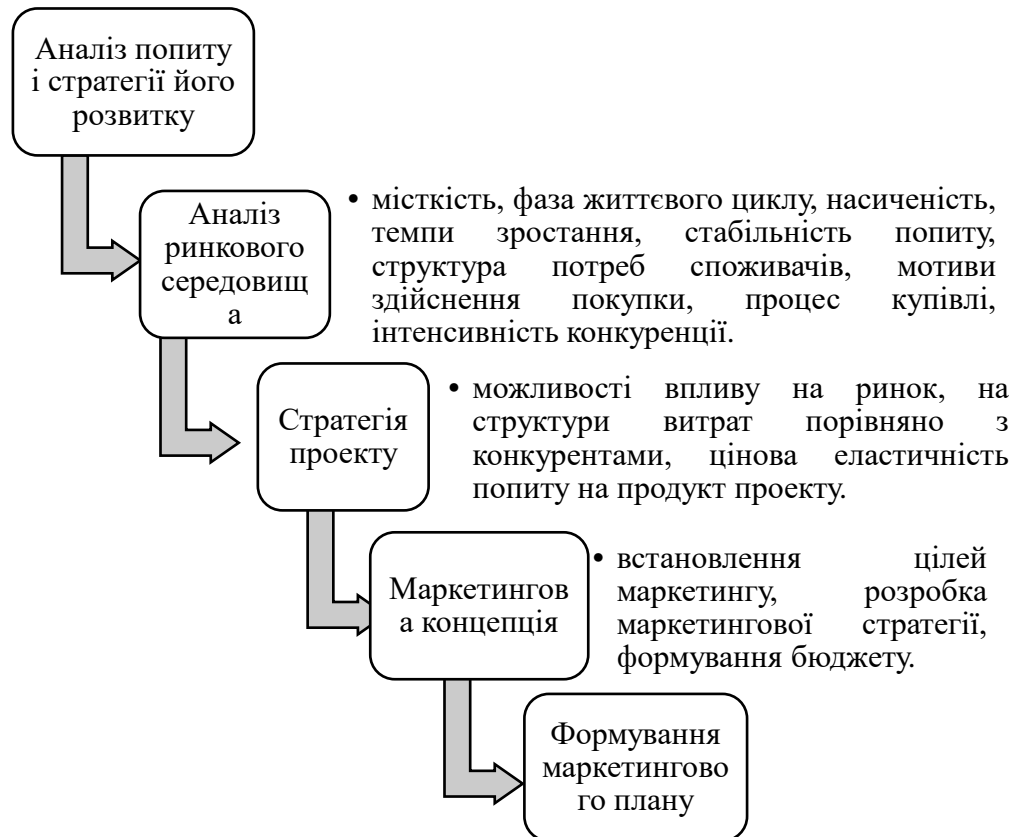 Аналіз попиту
і стратегії його
розвитку
Аналіз
ринкового
середовищ
а
• місткість, фаза життєвого циклу, насиченість,
темпи зростання, стабільність попиту,
структура потреб споживачів, мотиви
здійснення покупки, процес купівлі,
інтенсивність конкуренції.
Стратегія
проекту
• можливості впливу на ринок, на
структури витрат порівняно з
конкурентами, цінова еластичність
попиту на продукт проекту.
Маркетингов
а концепція
• встановлення цілей
маркетингу, розробка
маркетингової стратегії,
формування бюджету.
Формування
маркетингово
го плану